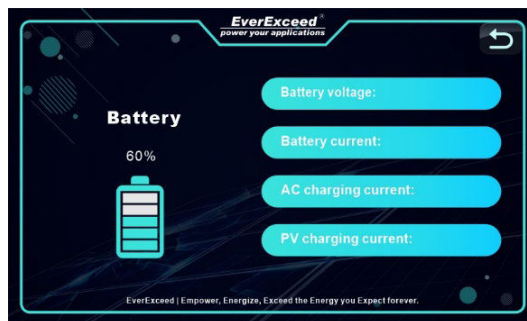 EverExceed®
power your applications
Battery
60%
Battery voltage:
Battery current:
AC charging current:
PV charging current:
EverExceed | Empower, Energize, Exceed the Energy you Expect forever.